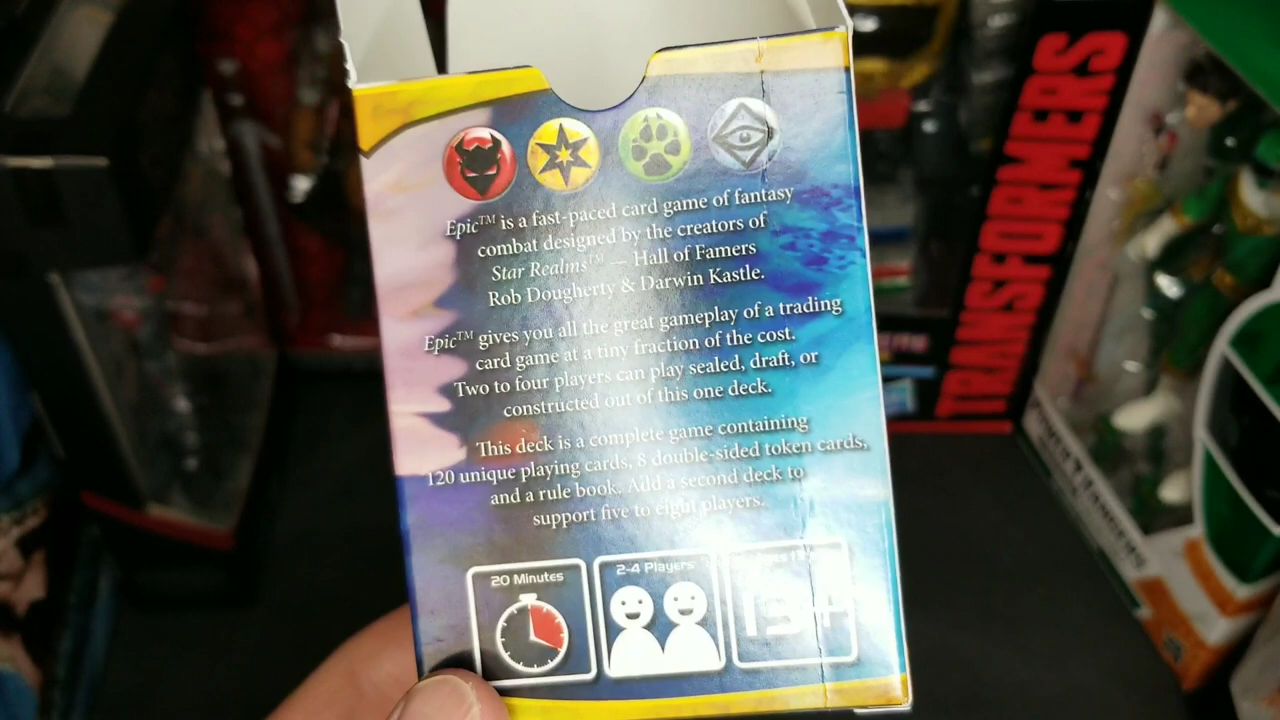 Epic™ is a fast-paced card game of fantasy
combat designed by the creators of
Star Realms™ — Hall of Famers
Rob Dougherty & Darwin Kastle.
Epic™ gives you all the great gameplay of a trading
card game at a tiny fraction of the cost.
Two to four players can play sealed, draft, or
constructed out of this one deck.
This deck is a complete game containing
120 unique playing cards, 8 double-sided token cards,
and a rule book. Add a second deck to
support five to eight players.
20 Minutes
2-4 Players
13+
TRANSFORMERS